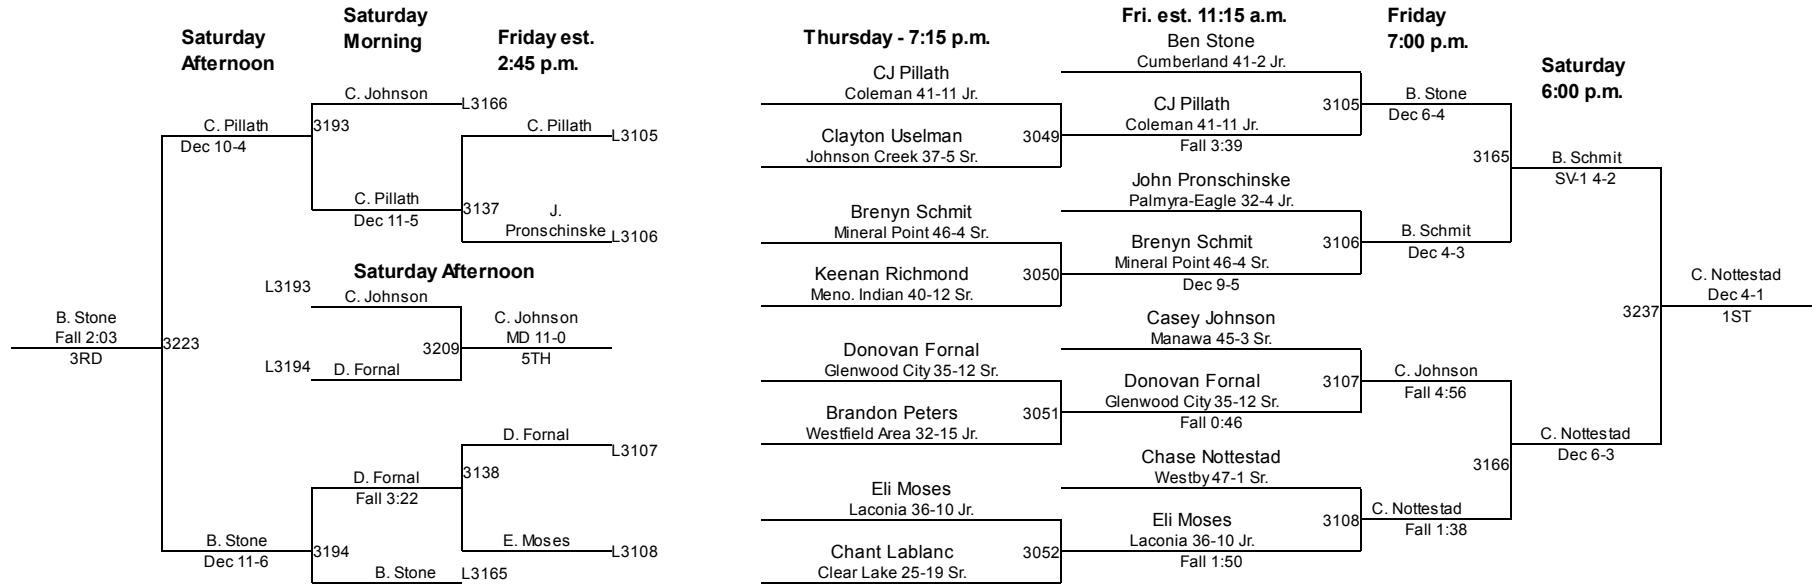 Saturday
Afternoon
Saturday
Morning
Friday est.
2:45 p.m.
C. Johnson
L3166
C. Pillath
Dec 10-4
3193
C. Pillath
L3105
C. Pillath
Dec 11-5
3137
J.
Pronschinske
L3106
Saturday Afternoon
L3193
C. Johnson
B. Stone
Fall 2:03
3RD
3223
3209
C. Johnson
MD 11-0
5TH
L3194
D. Fornal
D. Fornal
L3107
D. Fornal
Fall 3:22
3138
B. Stone
Dec 11-6
3194
E. Moses
L3108
B. Stone
L3165
Thursday - 7:15 p.m.
CJ Pillath
Coleman 41-11 Jr.
Clayton Uselman
Johnson Creek 37-5 Sr.
3049
Brenyn Schmit
Mineral Point 46-4 Sr.
Keenan Richmond
Meno. Indian 40-12 Sr.
3050
Donovan Fornal
Glenwood City 35-12 Sr.
Brandon Peters
Westfield Area 32-15 Jr.
3051
Eli Moses
Laconia 36-10 Jr.
Chant Lablanc
Clear Lake 25-19 Sr.
3052
Fri. est. 11:15 a.m.
Ben Stone
Cumberland 41-2 Jr.
CJ Pillath
Coleman 41-11 Jr.
Fall 3:39
3105
John Pronschinske
Palmyra-Eagle 32-4 Jr.
Brenyn Schmit
Mineral Point 46-4 Sr.
Dec 9-5
3106
Casey Johnson
Manawa 45-3 Sr.
Donovan Fornal
Glenwood City 35-12 Sr.
Fall 0:46
3107
Chase Nottestad
Westby 47-1 Sr.
Eli Moses
Laconia 36-10 Jr.
Fall 1:50
3108
Friday
7:00 p.m.
B. Stone
Dec 6-4
3165
B. Schmit
Dec 4-3
C. Johnson
Fall 4:56
3166
C. Nottestad
Fall 1:38
Saturday
6:00 p.m.
B. Schmit
SV-1 4-2
3237
C. Nottestad
Dec 6-3
C. Nottestad
Dec 4-1
1ST